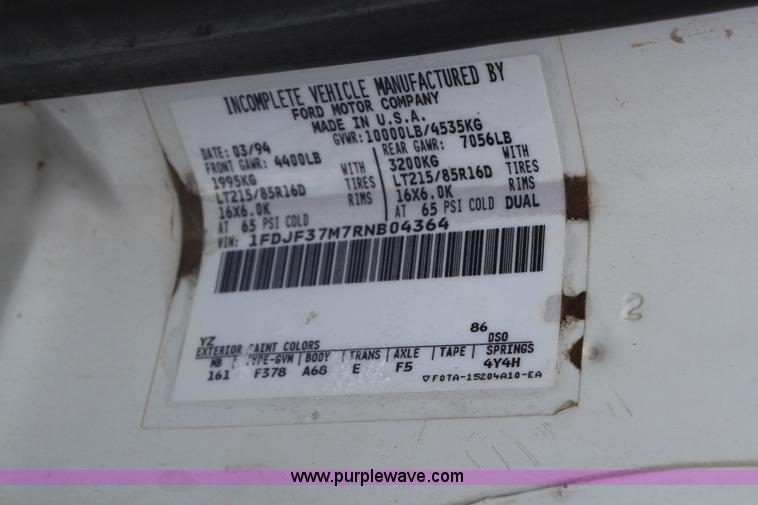 INCOMPLETE VEHICLE MANUFACTURED BY
FORD MOTOR COMPANY
MADE IN U.S.A.
DATE: 03/94 GVWR: 10000LB/4535KG
FRONT GAWR: 4400LB REAR GAWR: 7056LB
1995KG WITH 3200KG WITH
LT215/85R16D TIRES LT215/85R16D TIRES
16X6.0K RIMS 16X6.0K RIMS
AT 65 PSI COLD AT 65 PSI COLD DUAL
VIN: 1FDJF37M7RNB04364
YZ 86
EXTERIOR PAINT COLORS DSO
WB TYPE-GVW BODY TRANS AXLE TAPE SPRINGS
161 F378 A68 E F5 4Y4H
▽F0TA-15204A10-EA
2
www.purplewave.com